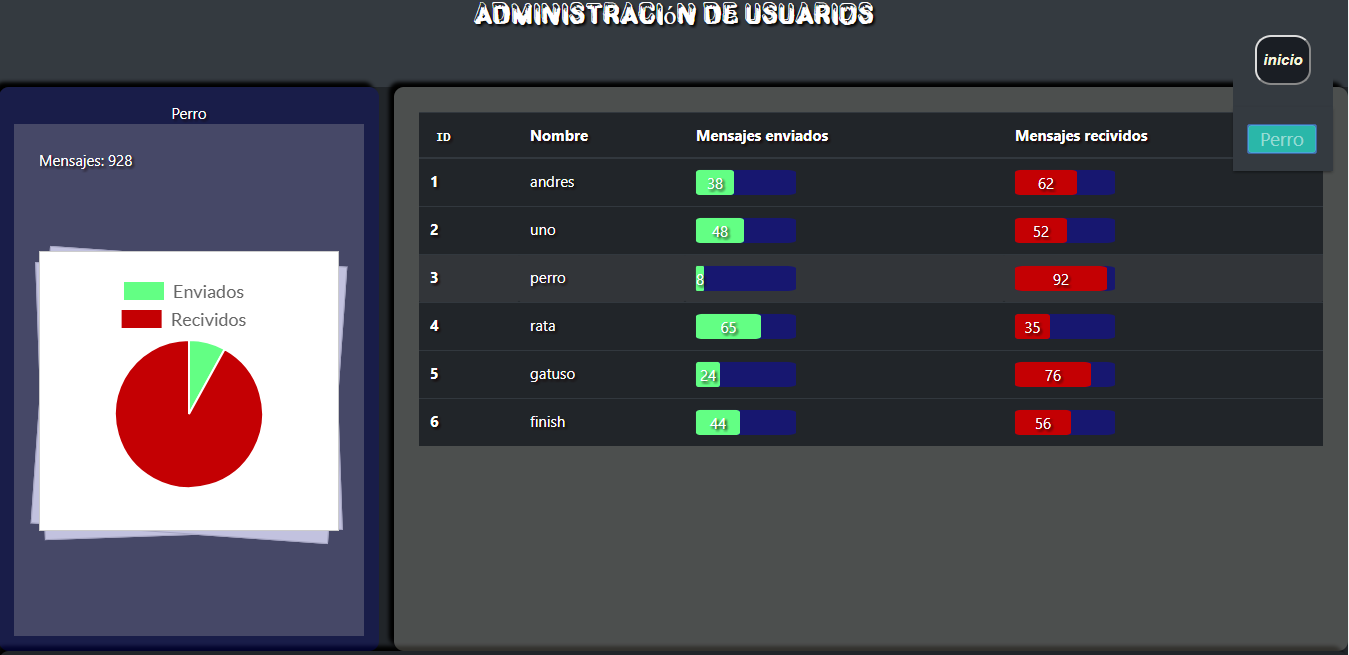 ADMINISTRACIÓN DE USUARIOS
inicio
Perro
Perro
Mensajes: 928
Enviados
Recividos
ID Nombre Mensajes enviados Mensajes recividos
1 andres 38 62
2 uno 48 52
3 perro 8 92
4 rata 65 35
5 gatuso 24 76
6 finish 44 56